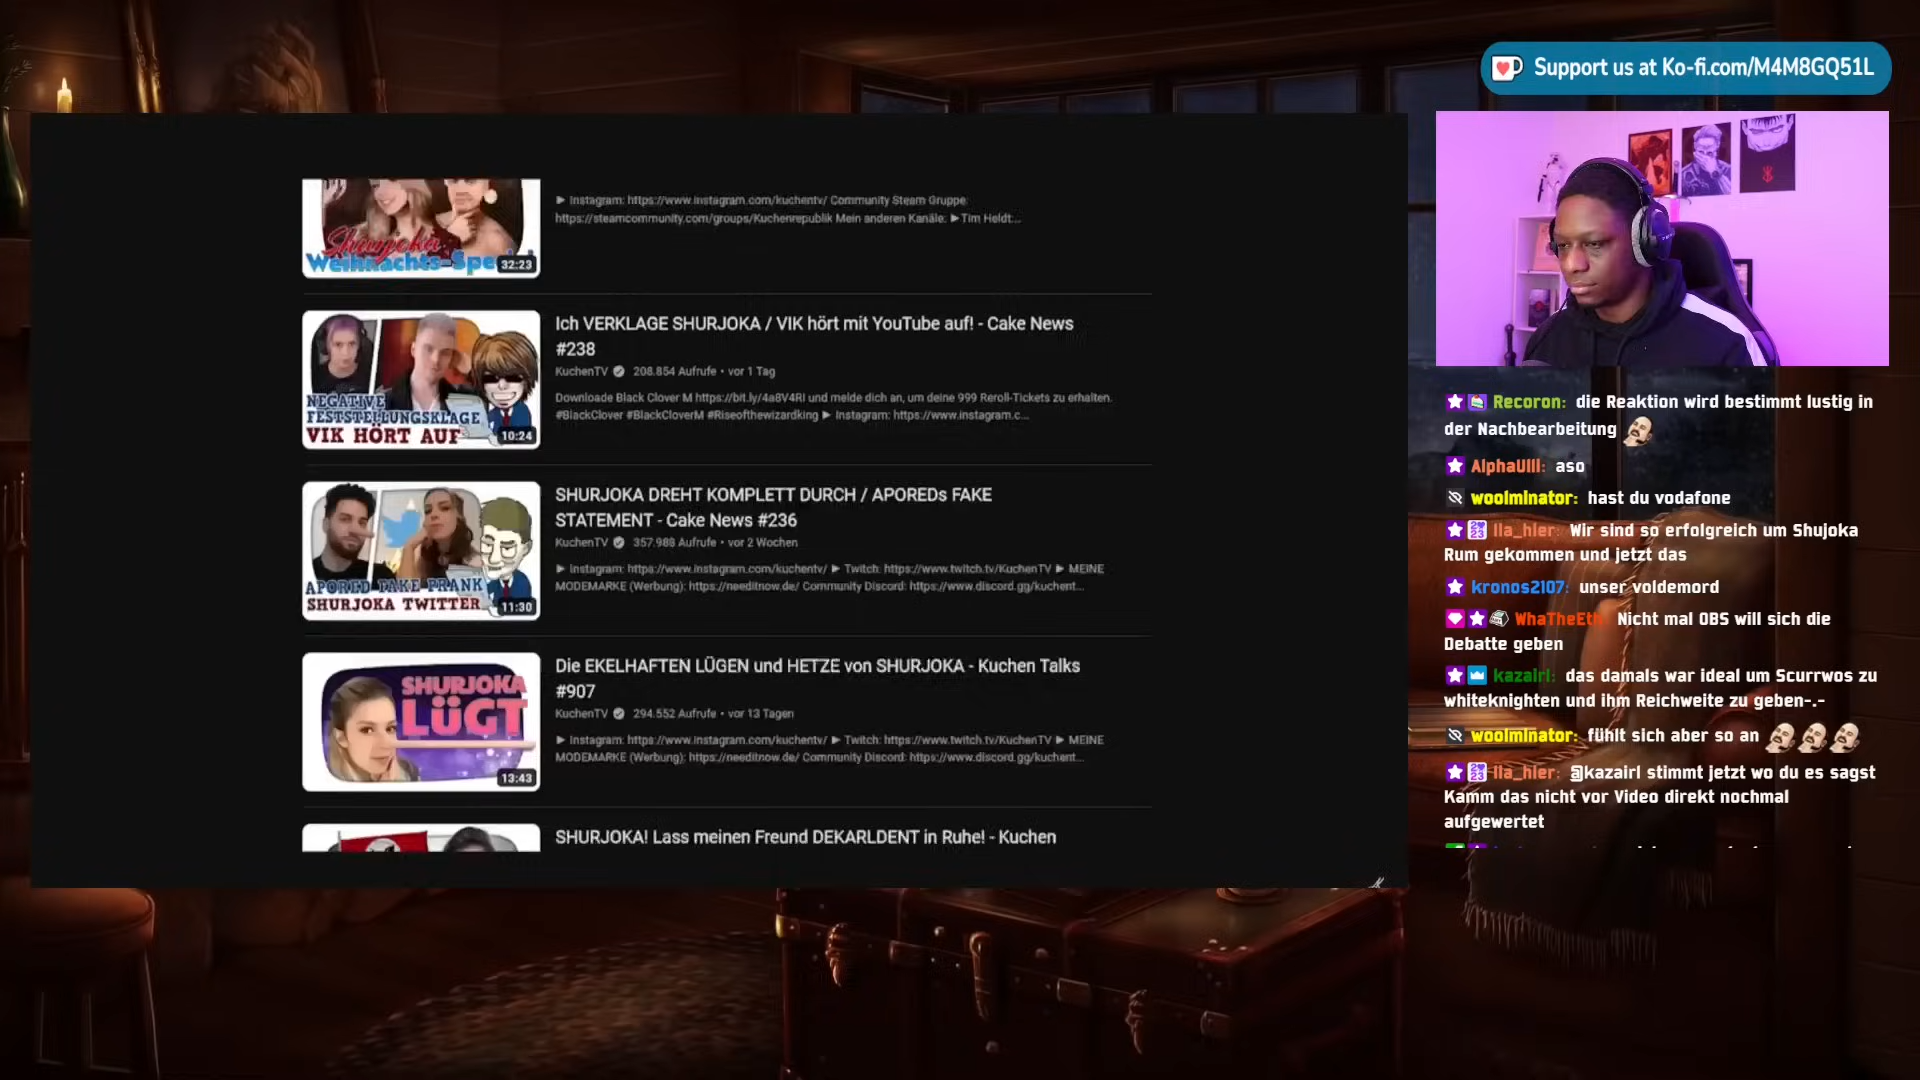 Support us at Ko-fi.com/M4M8GQ51L
Shurjoka
Weihnachts-Spe
32:23
► Instagram: https://www.instagram.com/kuchentv/ Community Steam Gruppe:
https://steamcommunity.com/groups/Kuchenrepublik Mein anderen Kanäle: ►Tim Heldt:...
NEGATIVE
FESTSTELLUNGSKLAGE
VIK HÖRT AUF
10:24
Ich VERKLAGE SHURJOKA / VIK hört mit YouTube auf! - Cake News
#238
KuchenTV 208.854 Aufrufe • vor 1 Tag
Downloade Black Clover M https://bit.ly/4a8V4RI und melde dich an, um deine 999 Reroll-Tickets zu erhalten.
#BlackClover #BlackCloverM #Riseofthewizardking ► Instagram: https://www.instagram.c...
APORED FAKE PRANK
SHURJOKA TWITTER
11:30
SHURJOKA DREHT KOMPLETT DURCH / APOREDs FAKE
STATEMENT - Cake News #236
KuchenTV 357.988 Aufrufe • vor 2 Wochen
► Instagram: https://www.instagram.com/kuchentv/ ► Twitch: https://www.twitch.tv/KuchenTV ► MEINE
MODEMARKE (Werbung): https://needitnow.de/ Community Discord: https://www.discord.gg/kuchent...
SHURJOKA
LÜGT
13:43
Die EKELHAFTEN LÜGEN und HETZE von SHURJOKA - Kuchen Talks
#907
KuchenTV 294.552 Aufrufe • vor 13 Tagen
► Instagram: https://www.instagram.com/kuchentv/ ► Twitch: https://www.twitch.tv/KuchenTV ► MEINE
MODEMARKE (Werbung): https://needitnow.de/ Community Discord: https://www.discord.gg/kuchent...
SHURJOKA! Lass meinen Freund DEKARLDENT in Ruhe! - Kuchen
Recoron: die Reaktion wird bestimmt lustig in
der Nachbearbeitung
AlphaUlll: aso
woolminator: hast du vodafone
lla_hler: Wir sind so erfolgreich um Shujoka
Rum gekommen und jetzt das
kronos2107: unser voldemord
WhaTheEth: Nicht mal OBS will sich die
Debatte geben
kazairl: das damals war ideal um Scurrwos zu
whiteknighten und ihm Reichweite zu geben-.-
woolminator: fühlt sich aber so an
lla_hler: @kazairl stimmt jetzt wo du es sagst
Kamm das nicht vor Video direkt nochmal
aufgewertet